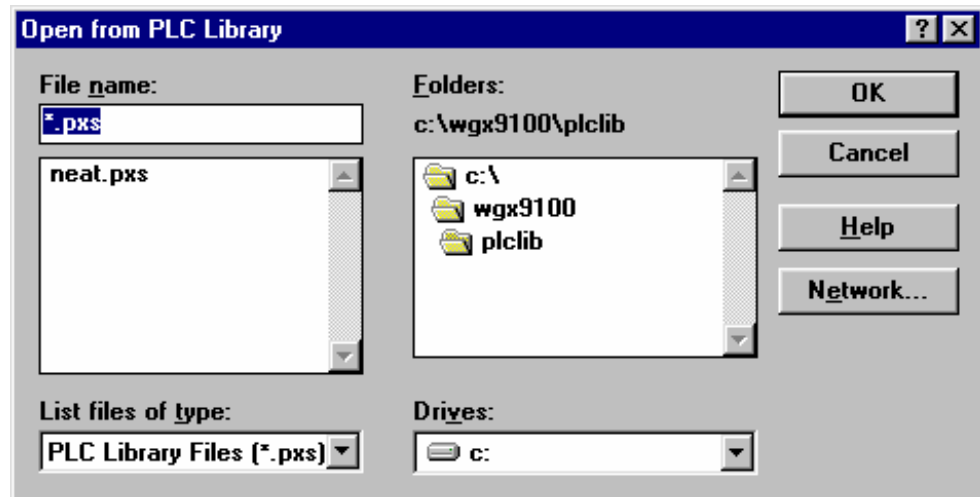 Open from PLC Library
File name:
*.pxs
neat.pxs
List files of type:
PLC Library Files (*.pxs)
Folders:
c:\wgx9100\plclib
c:\
wgx9100
plclib
Drives:
c:
OK
Cancel
Help
Network...